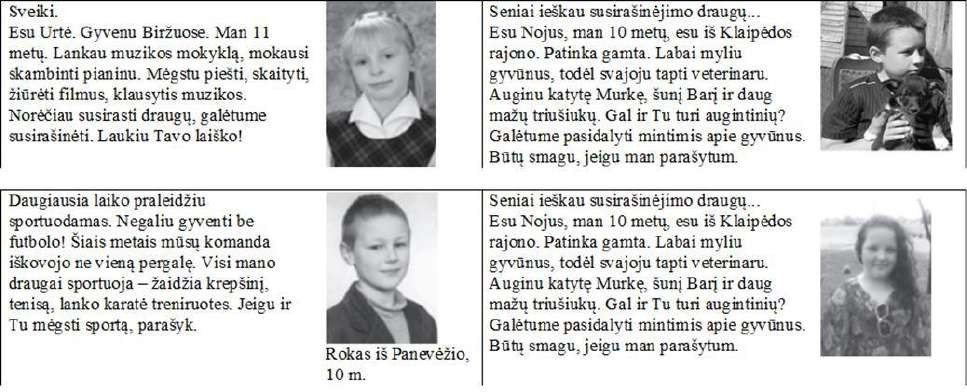 Sveiki.
Esu Urtė. Gyvenu Biržuose. Man 11
metų. Lankau muzikos mokyklą, mokausi
skambinti pianinu. Mėgstu piešti, skaityti,
žiūrėti filmus, klausytis muzikos.
Norėčiau susirasti draugų, galėtume
susirašinėti. Laukiu Tavo laiško!
Seniai ieškau susirašinėjimo draugų...
Esu Nojus, man 10 metų, esu iš Klaipėdos
rajono. Patinka gamta. Labai myliu
gyvūnus, todėl svajoju tapti veterinaru.
Auginu katytę Murkę, šunį Barį ir daug
mažų triušiukų. Gal ir Tu turi augintinių?
Galėtume pasidalyti mintimis apie gyvūnus.
Būtų smagu, jeigu man parašytum.
Daugiausia laiko praleidžiu
sportuodamas. Negaliu gyventi be
futbolo! Šiais metais mūsų komanda
iškovojo ne vieną pergalę. Visi mano
draugai sportuoja – žaidžia krepšinį,
tenisą, lanko karatė treniruotes. Jeigu ir
Tu mėgsti sportą, parašyk.
Rokas iš Panevėžio,
10 m.
Seniai ieškau susirašinėjimo draugų...
Esu Nojus, man 10 metų, esu iš Klaipėdos
rajono. Patinka gamta. Labai myliu
gyvūnus, todėl svajoju tapti veterinaru.
Auginu katytę Murkę, šunį Barį ir daug
mažų triušiukų. Gal ir Tu turi augintinių?
Galėtume pasidalyti mintimis apie gyvūnus.
Būtų smagu, jeigu man parašytum.